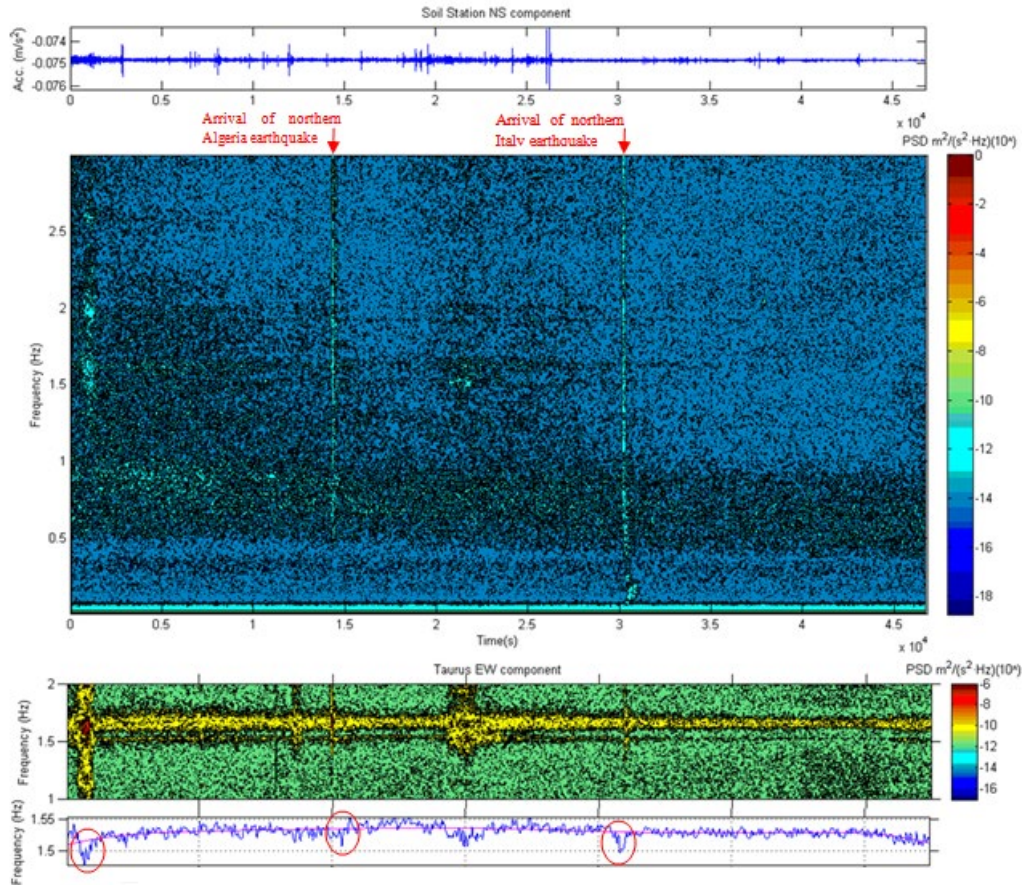 Soil Station NS component
Acc. (m/s²)
-0.074
-0.075
-0.076
0 0.5 1 1.5 2 2.5 3 3.5 4 4.5
x 10⁴
Arrival of northern
Algeria earthquake
Arrival of northern
Italy earthquake
PSD m²/(s²·Hz)(10^x)
Frequency (Hz)
2.5
2
1.5
1
0.5
0
-2
-4
-6
-8
-10
-12
-14
-16
-18
0 0.5 1 1.5 2 2.5 3 3.5 4 4.5
Time(s)
x 10⁴
Taurus EW component
PSD m²/(s²·Hz)(10^x)
Frequency (Hz)
2
1.5
1
-6
-8
-10
-12
-14
-16
Frequency (Hz)
1.55
1.5